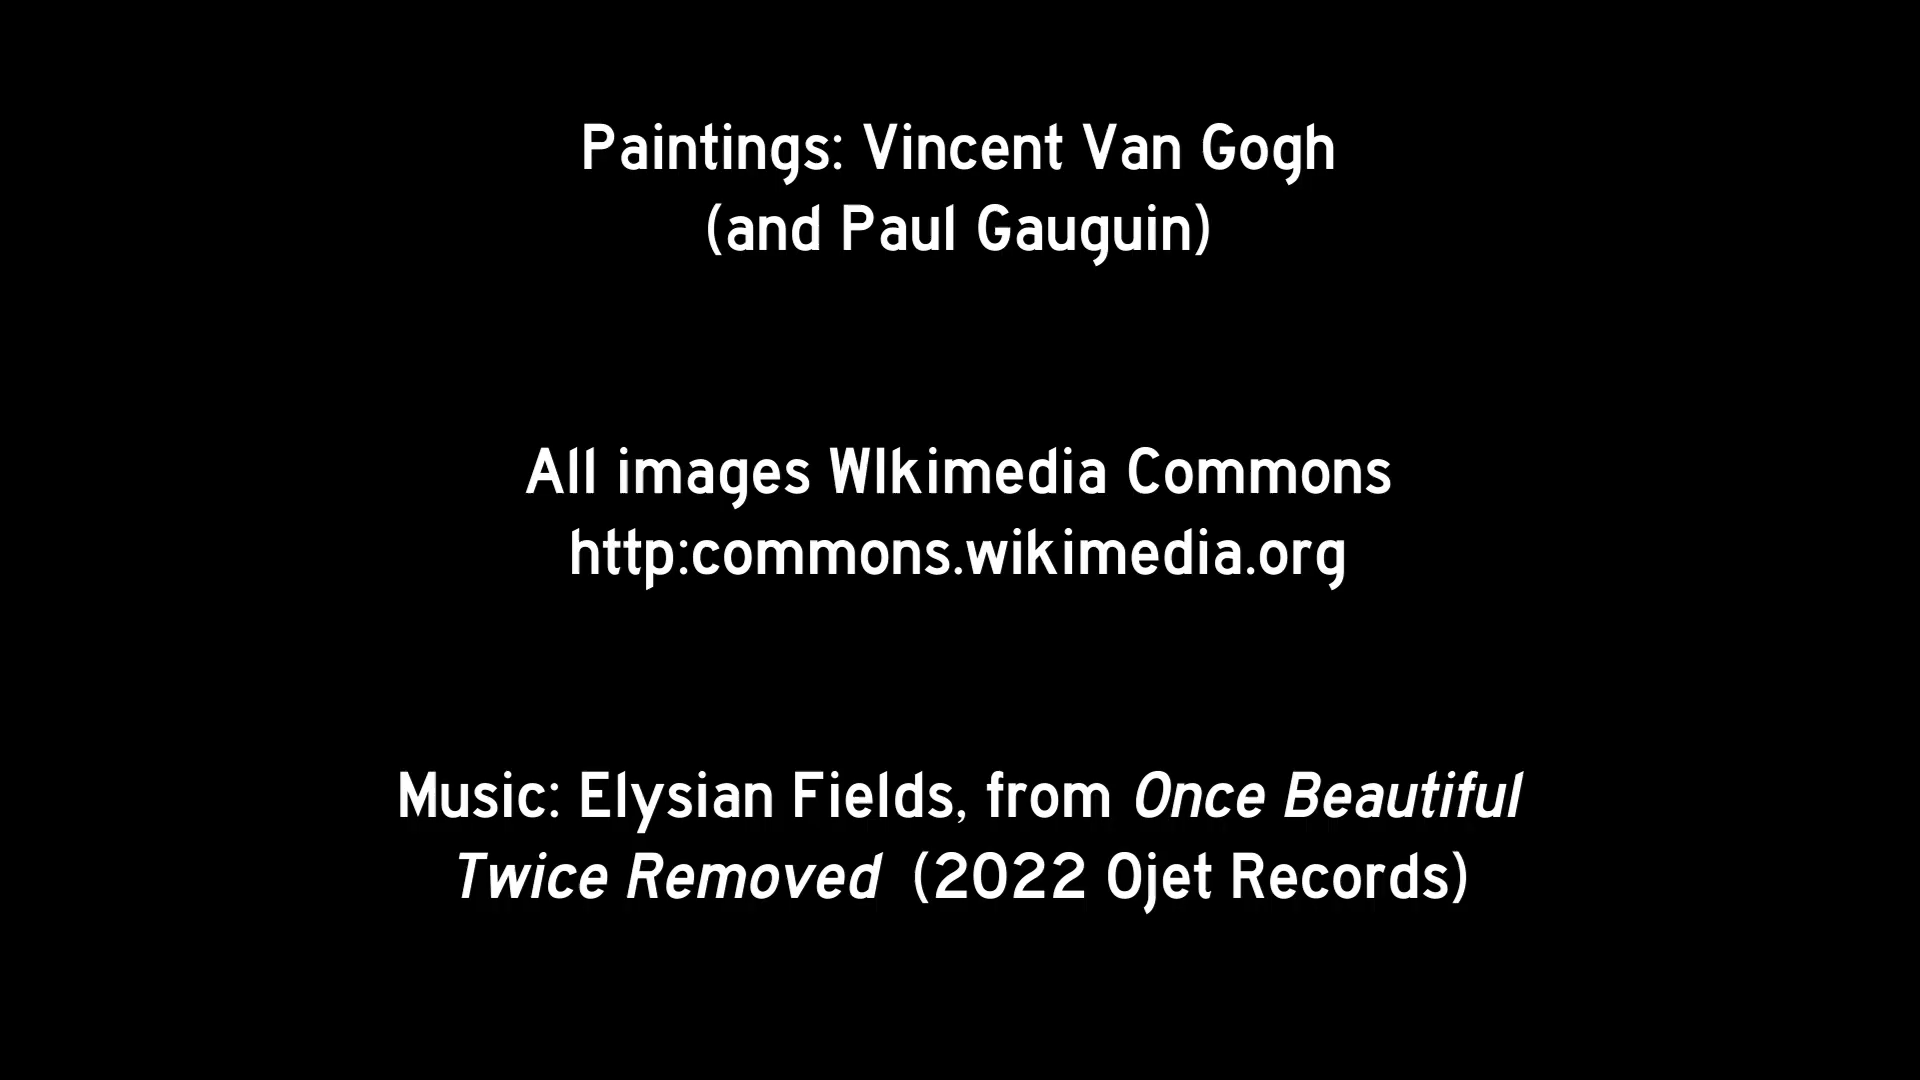 Paintings: Vincent Van Gogh
(and Paul Gauguin)
All images WIkimedia Commons
http:commons.wikimedia.org
Music: Elysian Fields, from Once Beautiful
Twice Removed (2022 Ojet Records)